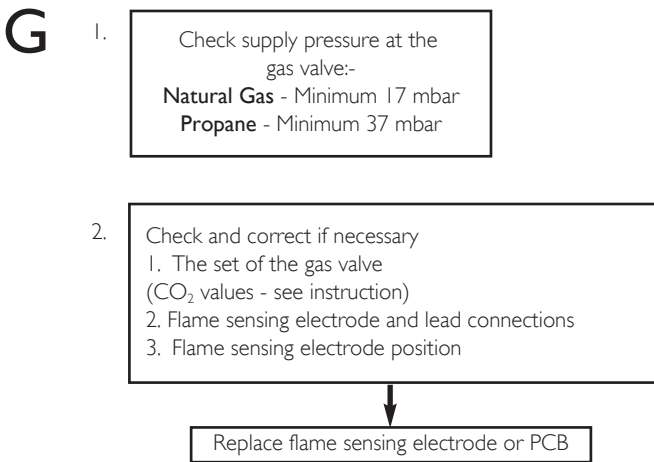 G
1.
Check supply pressure at the
gas valve:-
Natural Gas - Minimum 17 mbar
Propane - Minimum 37 mbar
2.
Check and correct if necessary
1. The set of the gas valve
(CO₂ values - see instruction)
2. Flame sensing electrode and lead connections
3. Flame sensing electrode position
Replace flame sensing electrode or PCB